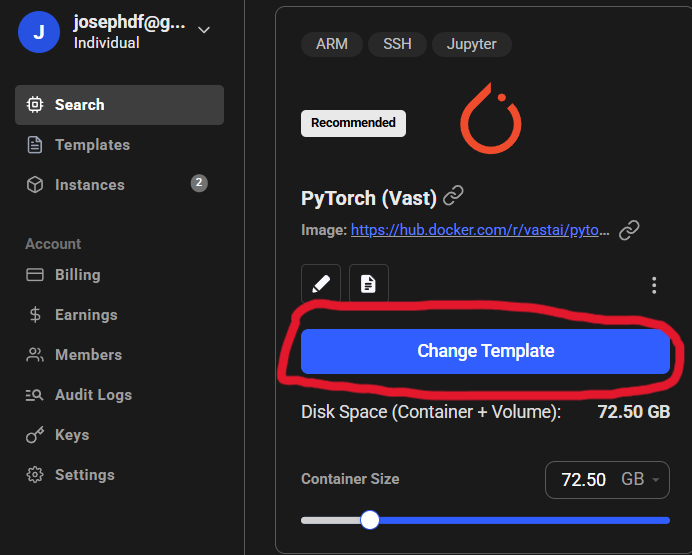 J
josephdf@g...
Individual
Search
Templates
Instances 2
Account
Billing
Earnings
Members
Audit Logs
Keys
Settings
ARM SSH Jupyter
Recommended
PyTorch (Vast)
Image: https://hub.docker.com/r/vastai/pyto...
Change Template
Disk Space (Container + Volume): 72.50 GB
Container Size 72.50 GB